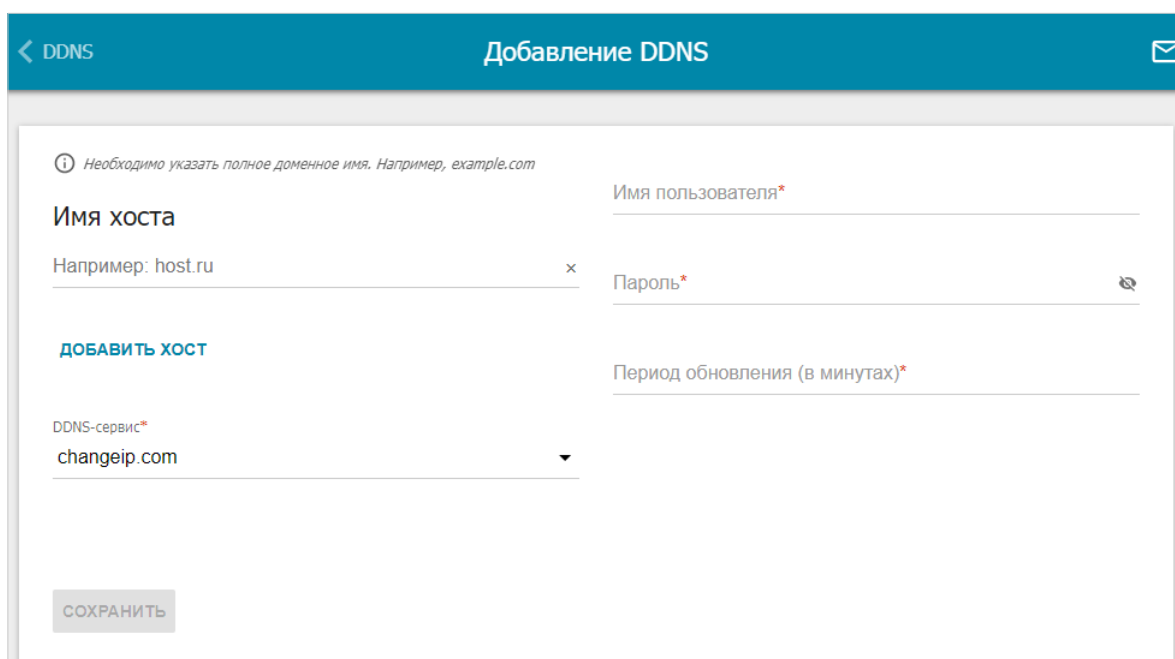 DDNS
Добавление DDNS
Необходимо указать полное доменное имя. Например, example.com
Имя хоста
Например: host.ru
×
ДОБАВИТЬ ХОСТ
DDNS-сервис*
changeip.com
Имя пользователя*
Пароль*
Период обновления (в минутах)*
СОХРАНИТЬ